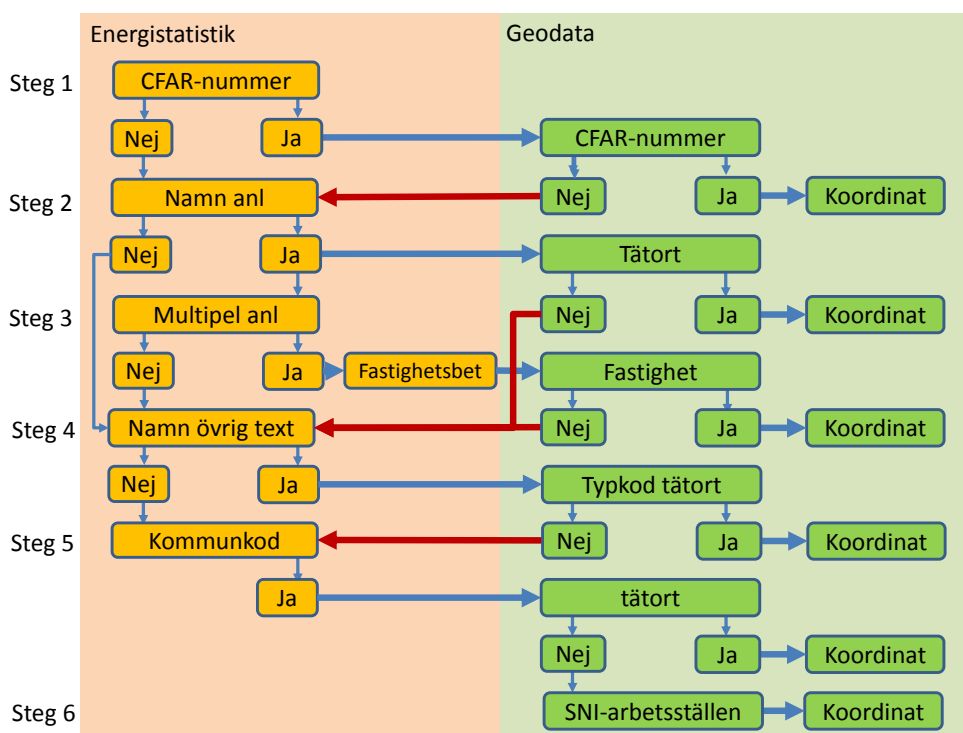 Energistatistik
Geodata
Steg 1
CFAR-nummer
Nej
Ja
CFAR-nummer
Steg 2
Namn anl
Nej
Ja
Koordinat
Nej
Ja
Tätort
Steg 3
Multipel anl
Nej
Ja
Koordinat
Nej
Ja
Fastighetsbet
Fastighet
Steg 4
Namn övrig text
Nej
Ja
Koordinat
Nej
Ja
Typkod tätort
Steg 5
Kommunkod
Nej
Ja
Koordinat
Ja
tätort
Nej
Ja
Koordinat
Steg 6
SNI-arbetsställen
Koordinat